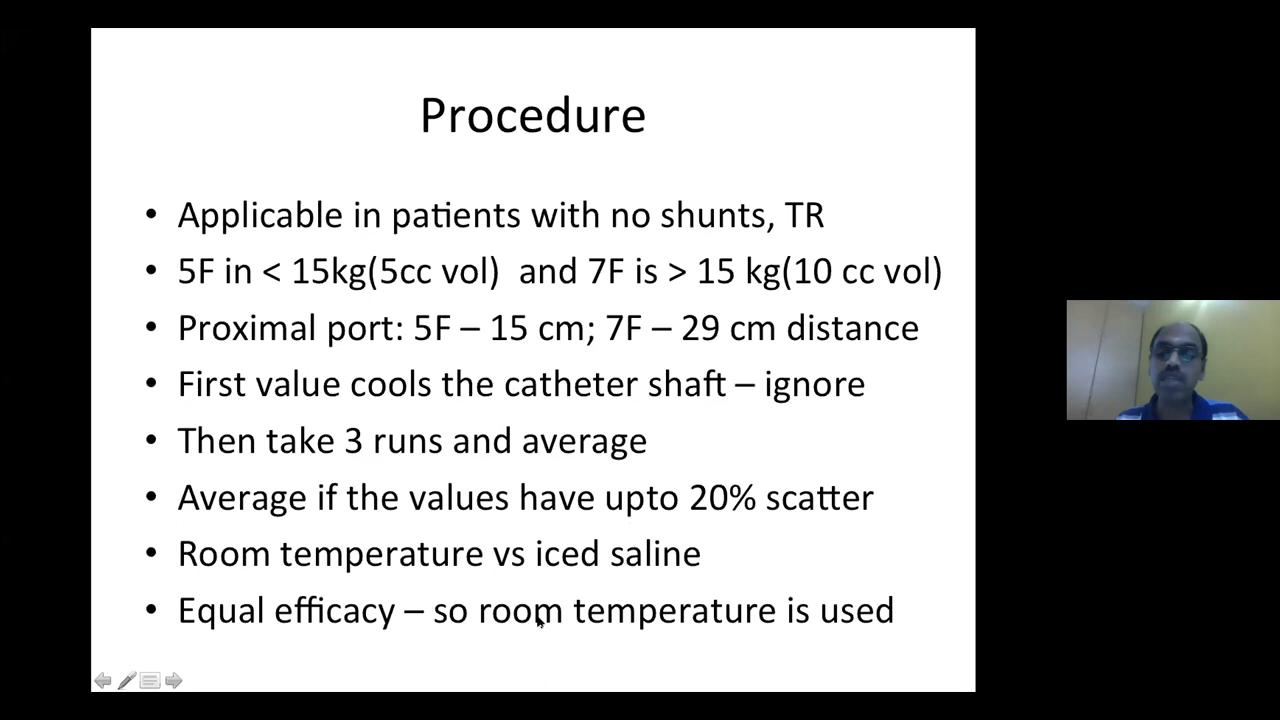 Procedure
• Applicable in patients with no shunts, TR
• 5F in < 15kg(5cc vol)  and 7F is > 15 kg(10 cc vol)
• Proximal port: 5F – 15 cm; 7F – 29 cm distance
• First value cools the catheter shaft – ignore
• Then take 3 runs and average
• Average if the values have upto 20% scatter
• Room temperature vs iced saline
• Equal efficacy – so room temperature is used